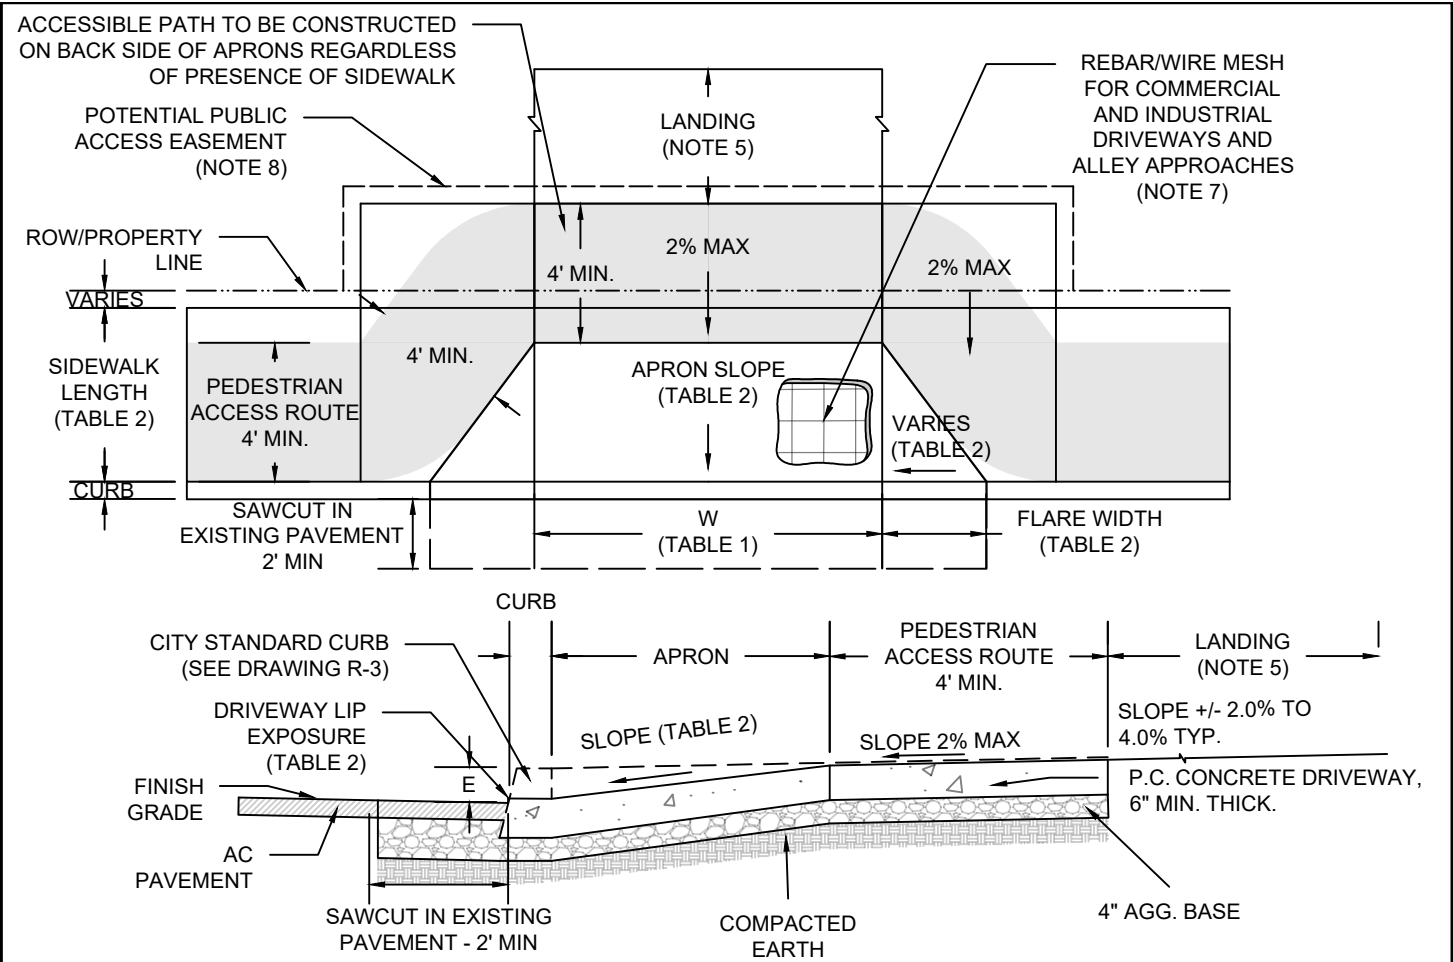 ACCESSIBLE PATH TO BE CONSTRUCTED
ON BACK SIDE OF APRONS REGARDLESS
OF PRESENCE OF SIDEWALK
POTENTIAL PUBLIC
ACCESS EASEMENT
(NOTE 8)
ROW/PROPERTY
LINE
VARIES
SIDEWALK
LENGTH
(TABLE 2)
CURB
PEDESTRIAN
ACCESS ROUTE
4' MIN.
4' MIN.
4' MIN.
LANDING
(NOTE 5)
2% MAX
2% MAX
REBAR/WIRE MESH
FOR COMMERCIAL
AND INDUSTRIAL
DRIVEWAYS AND
ALLEY APPROACHES
(NOTE 7)
APRON SLOPE
(TABLE 2)
VARIES
(TABLE 2)
SAWCUT IN
EXISTING PAVEMENT
2' MIN
W
(TABLE 1)
FLARE WIDTH
(TABLE 2)
CURB
CITY STANDARD CURB
(SEE DRAWING R-3)
APRON
PEDESTRIAN
ACCESS ROUTE
4' MIN.
LANDING
(NOTE 5)
DRIVEWAY LIP
EXPOSURE
(TABLE 2)
E
SLOPE (TABLE 2)
SLOPE 2% MAX
SLOPE +/- 2.0% TO
4.0% TYP.
FINISH
GRADE
P.C. CONCRETE DRIVEWAY,
6" MIN. THICK.
AC
PAVEMENT
SAWCUT IN EXISTING
PAVEMENT - 2' MIN
COMPACTED
EARTH
4" AGG. BASE